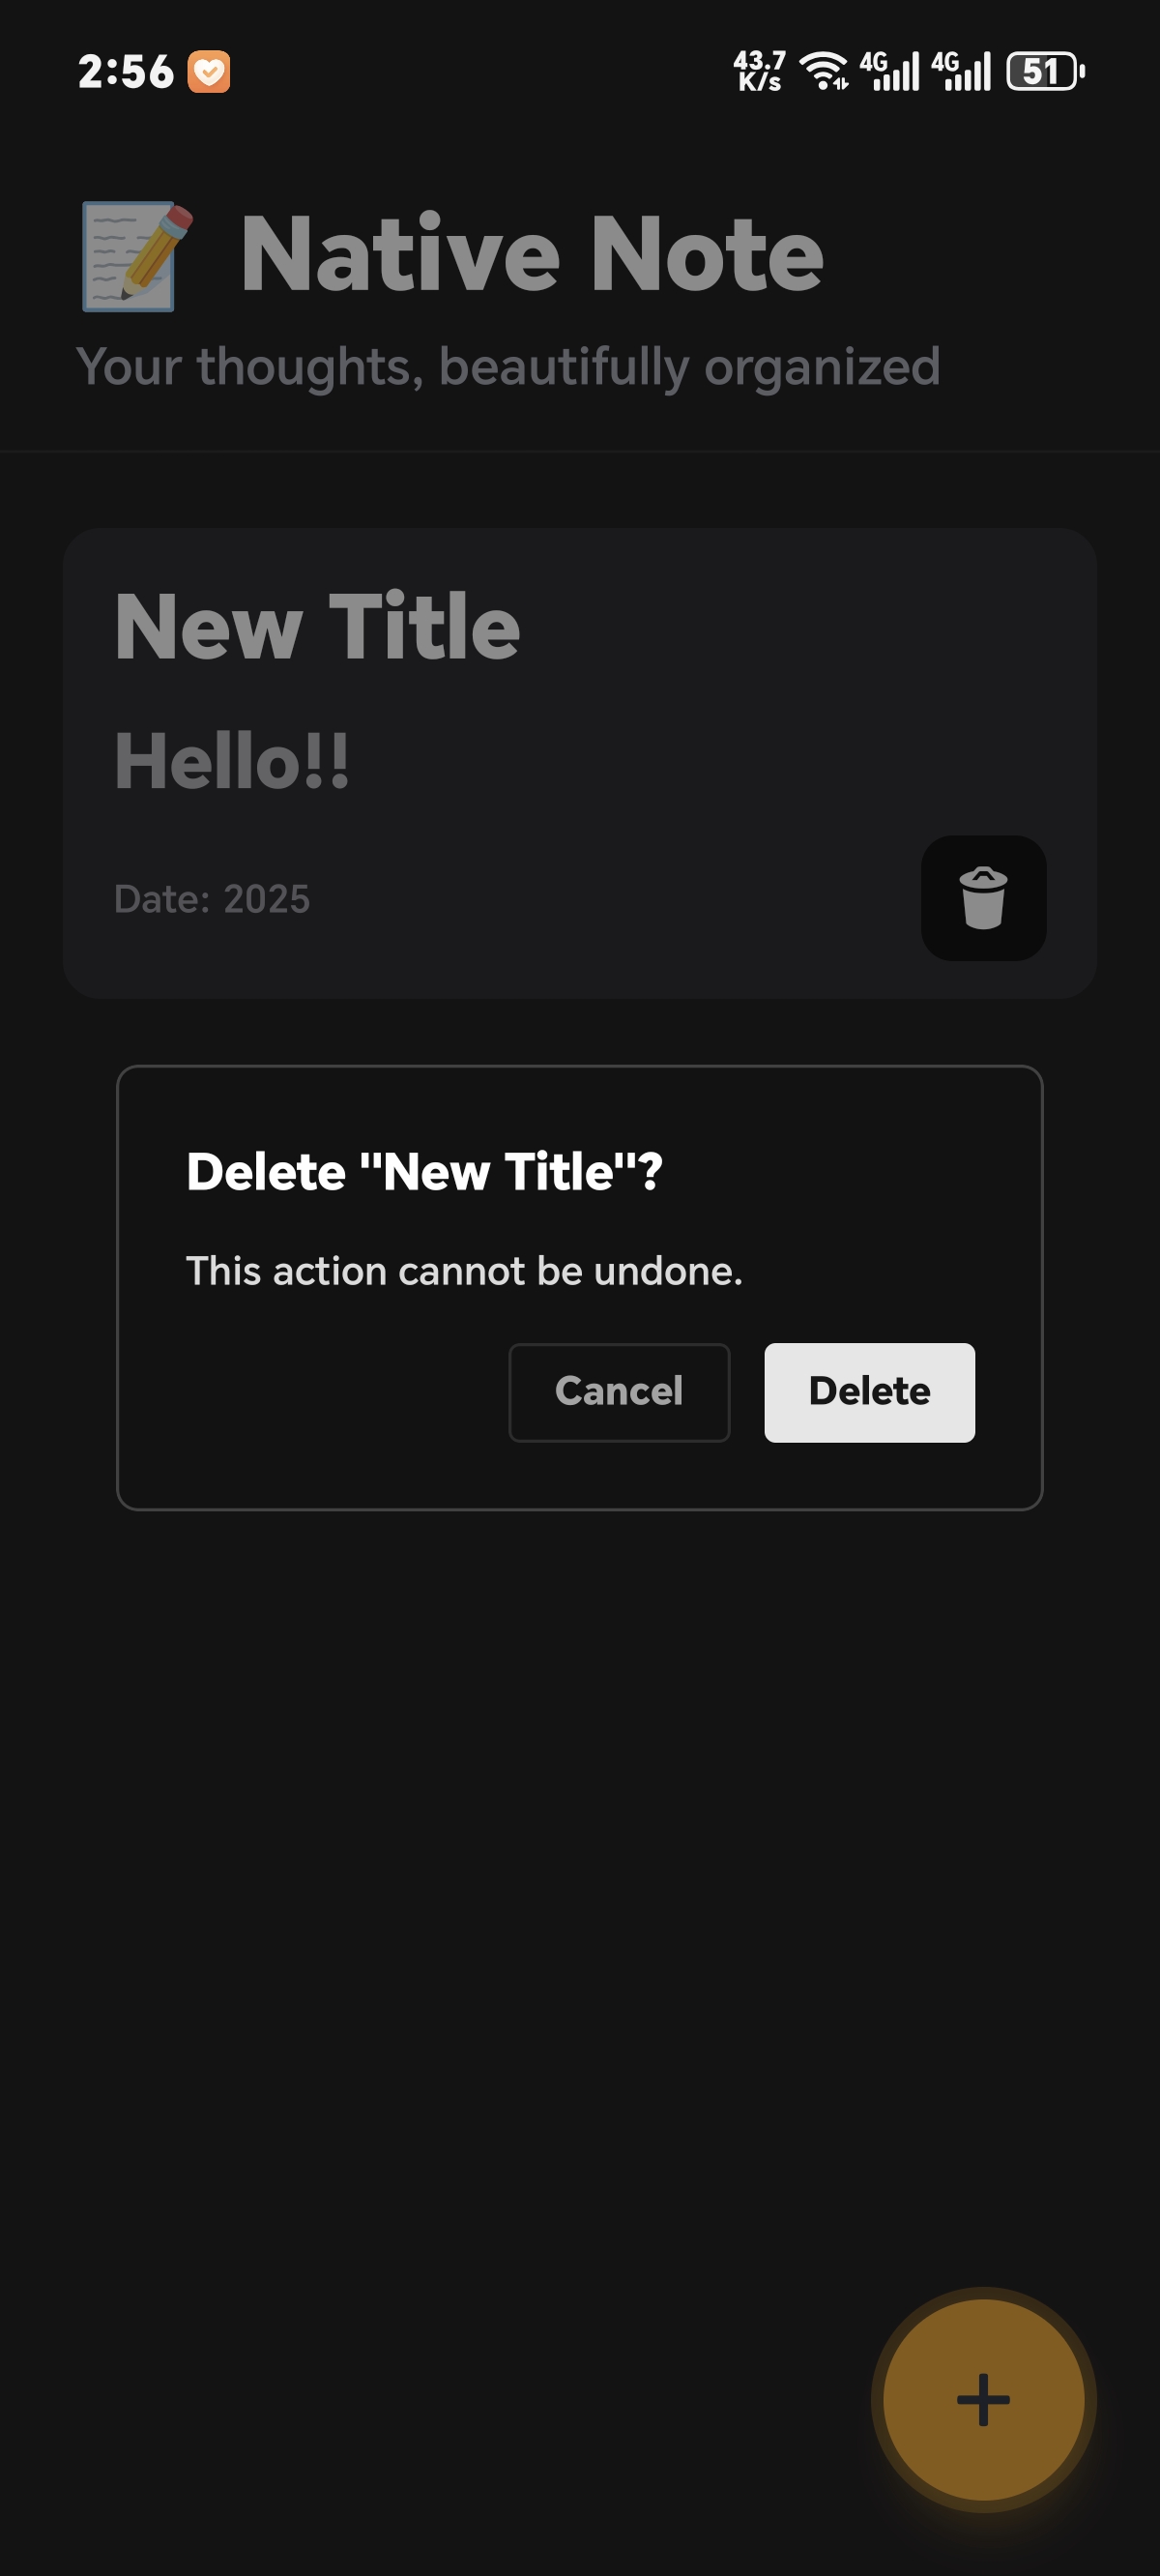 2:56
43.7
K/s
4G
4G
51
Native Note
Your thoughts, beautifully organized
New Title
Hello!!
Date: 2025
Delete "New Title"?
This action cannot be undone.
Cancel
Delete